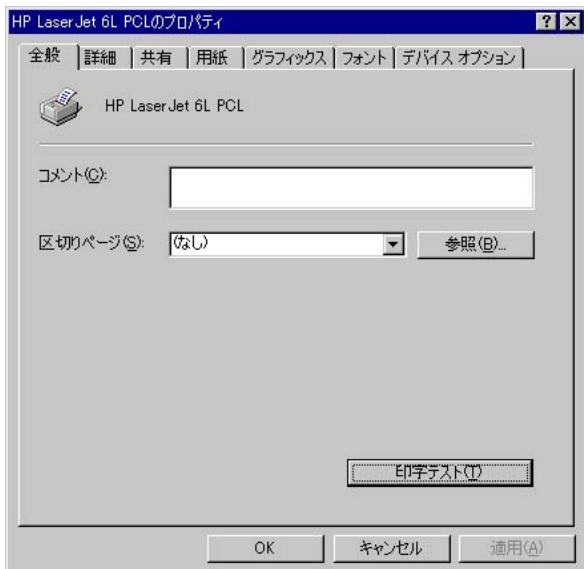 HP LaserJet 6L PCLのプロパティ
全般 詳細 共有 用紙 グラフィックス フォント デバイス オプション
HP LaserJet 6L PCL
コメント(C):
区切りページ(S): (なし) 参照(B)...
印字テスト(T)
OK キャンセル 適用(A)